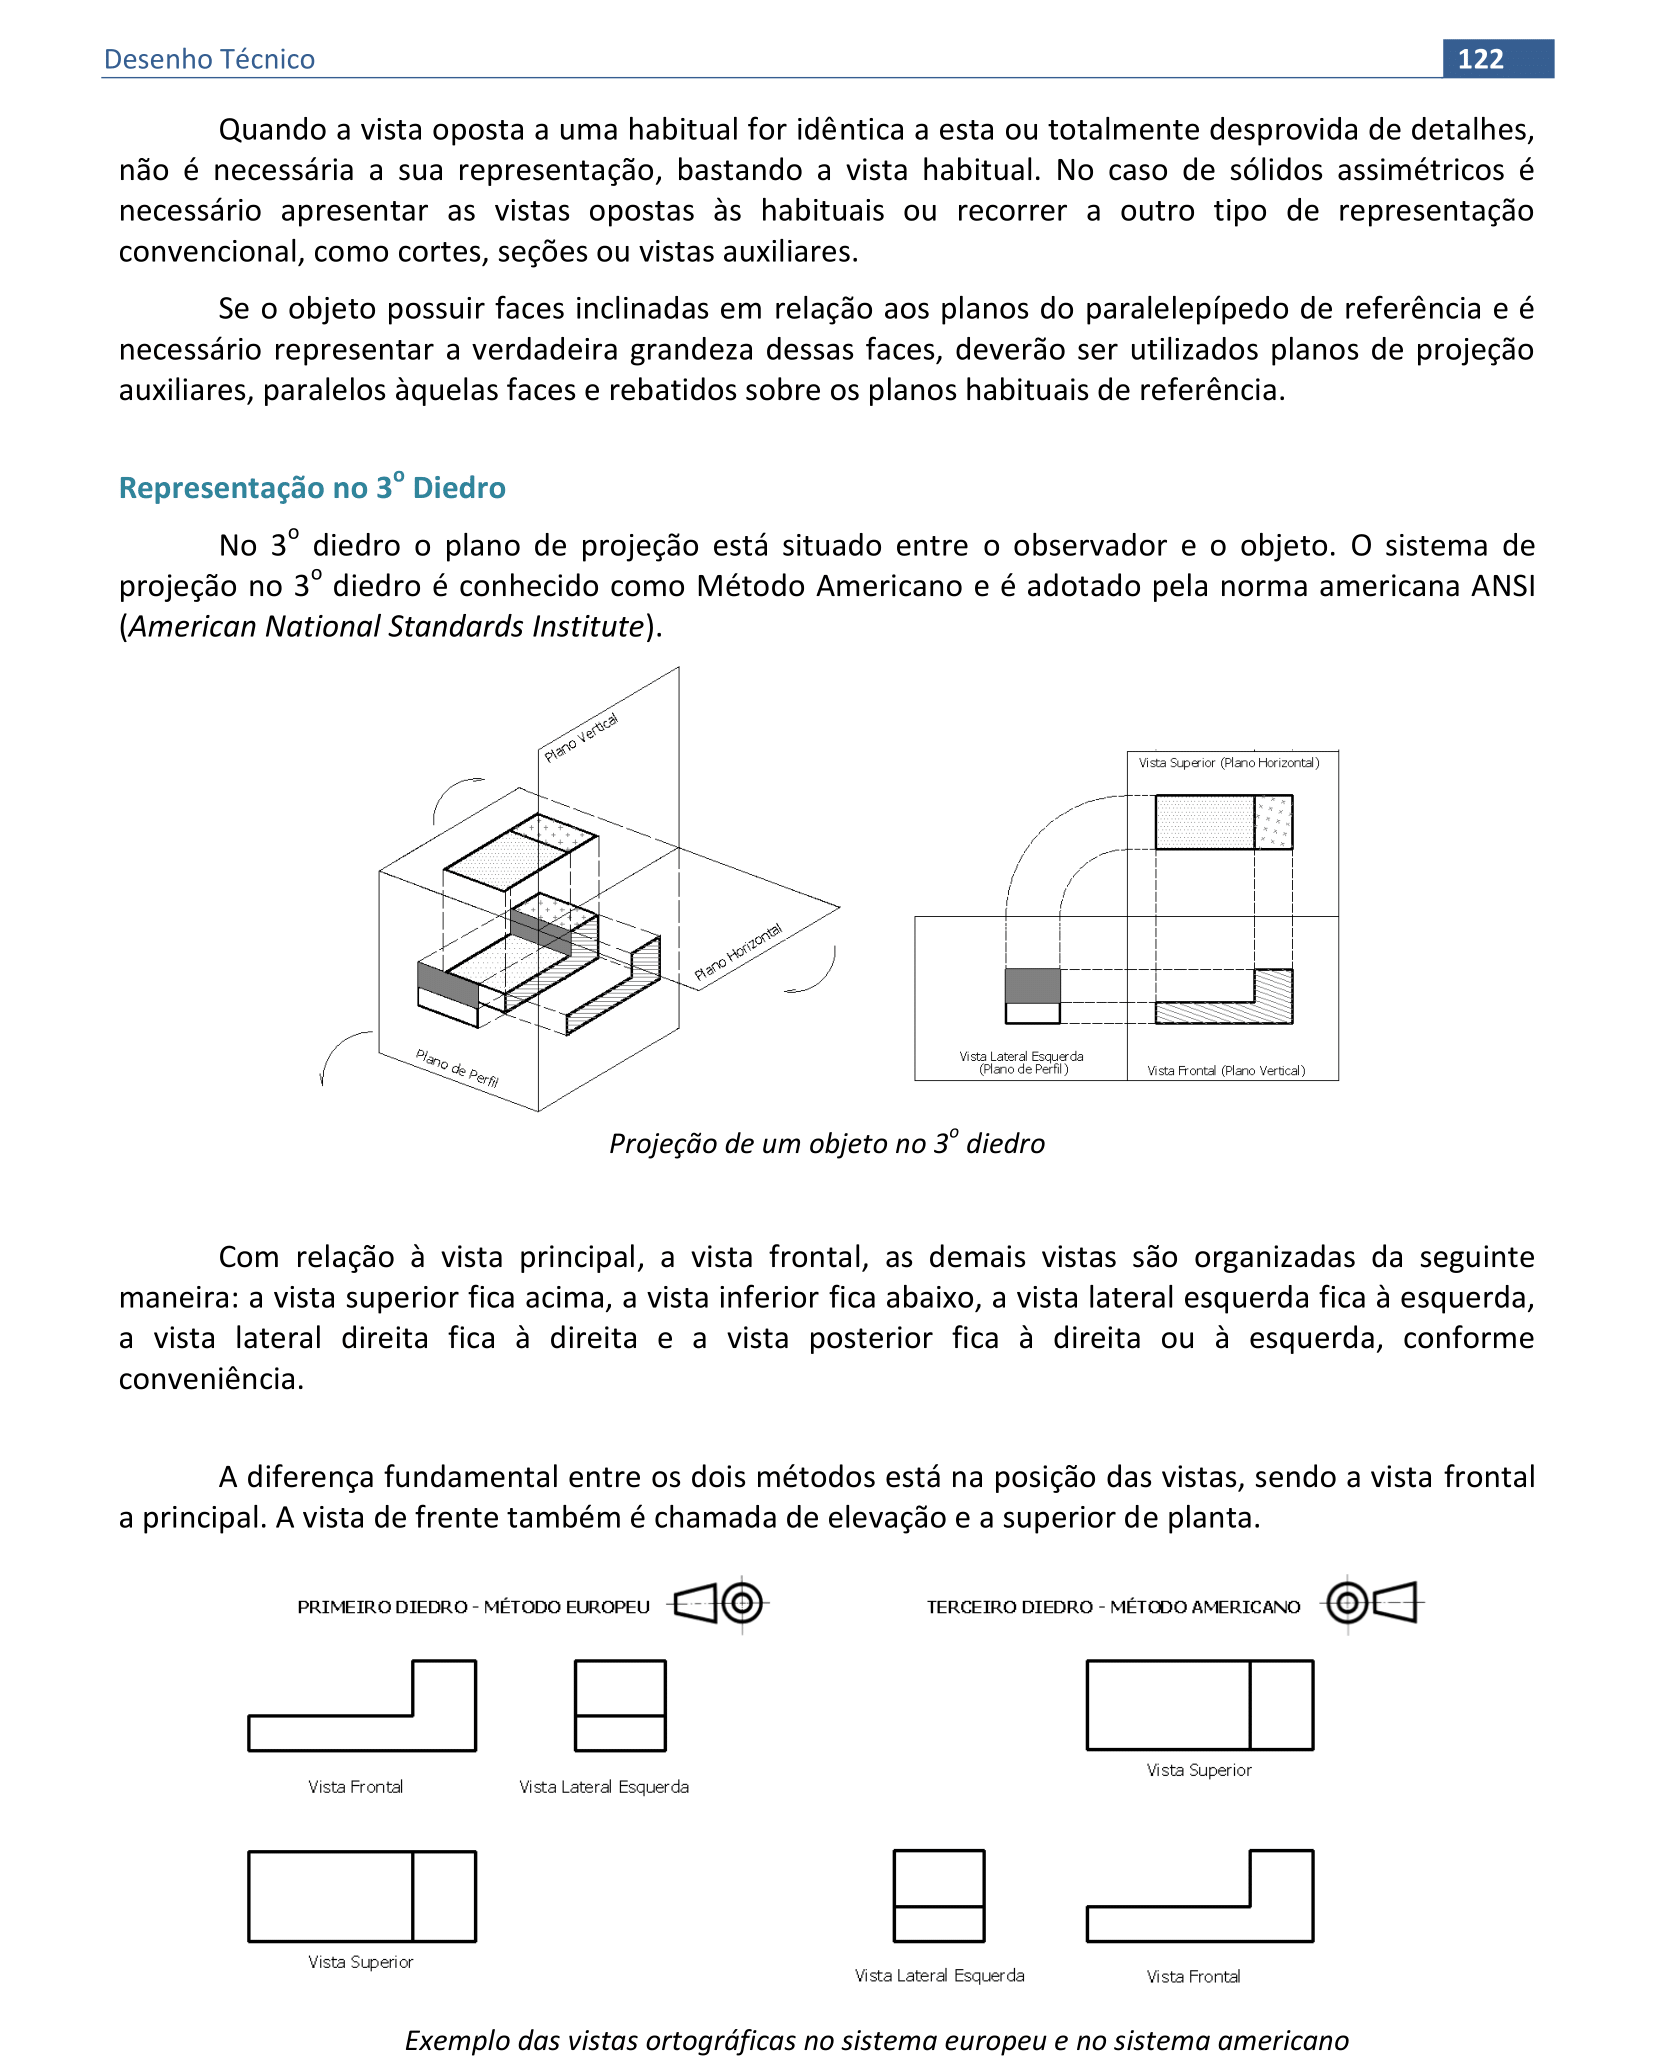 Desenho Técnico 122
Quando a vista oposta a uma habitual for idêntica a esta ou totalmente desprovida de detalhes,
não é necessária a sua representação, bastando a vista habitual. No caso de sólidos assimétricos é
necessário apresentar as vistas opostas às habituais ou recorrer a outro tipo de representação
convencional, como cortes, seções ou vistas auxiliares.
Se o objeto possuir faces inclinadas em relação aos planos do paralelepípedo de referência e é
necessário representar a verdadeira grandeza dessas faces, deverão ser utilizados planos de projeção
auxiliares, paralelos àquelas faces e rebatidos sobre os planos habituais de referência.
Representação no 3º Diedro
No 3º diedro o plano de projeção está situado entre o observador e o objeto. O sistema de
projeção no 3º diedro é conhecido como Método Americano e é adotado pela norma americana ANSI
(American National Standards Institute).
Plano Vertical
Plano Horizontal
Plano de Perfil
Vista Superior (Plano Horizontal)
Vista Lateral Esquerda
(Plano de Perfil)
Vista Frontal (Plano Vertical)
Projeção de um objeto no 3º diedro
Com relação à vista principal, a vista frontal, as demais vistas são organizadas da seguinte
maneira: a vista superior fica acima, a vista inferior fica abaixo, a vista lateral esquerda fica à esquerda,
a vista lateral direita fica à direita e a vista posterior fica à direita ou à esquerda, conforme
conveniência.
A diferença fundamental entre os dois métodos está na posição das vistas, sendo a vista frontal
a principal. A vista de frente também é chamada de elevação e a superior de planta.
PRIMEIRO DIEDRO - MÉTODO EUROPEU
Vista Frontal
Vista Lateral Esquerda
Vista Superior
TERCEIRO DIEDRO - MÉTODO AMERICANO
Vista Superior
Vista Lateral Esquerda
Vista Frontal
Exemplo das vistas ortográficas no sistema europeu e no sistema americano